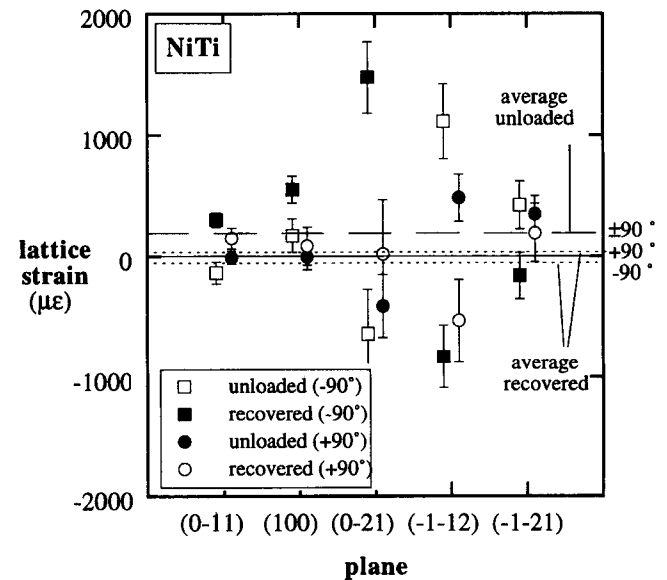 2000
NiTi
1000
average
unloaded
lattice
strain
(με)
0
±90°
+90°
-90°
average
recovered
-1000
unloaded (-90˚)
recovered (-90˚)
unloaded (+90˚)
recovered (+90˚)
-2000
(0-11) (100) (0-21) (-1-12) (-1-21)
plane